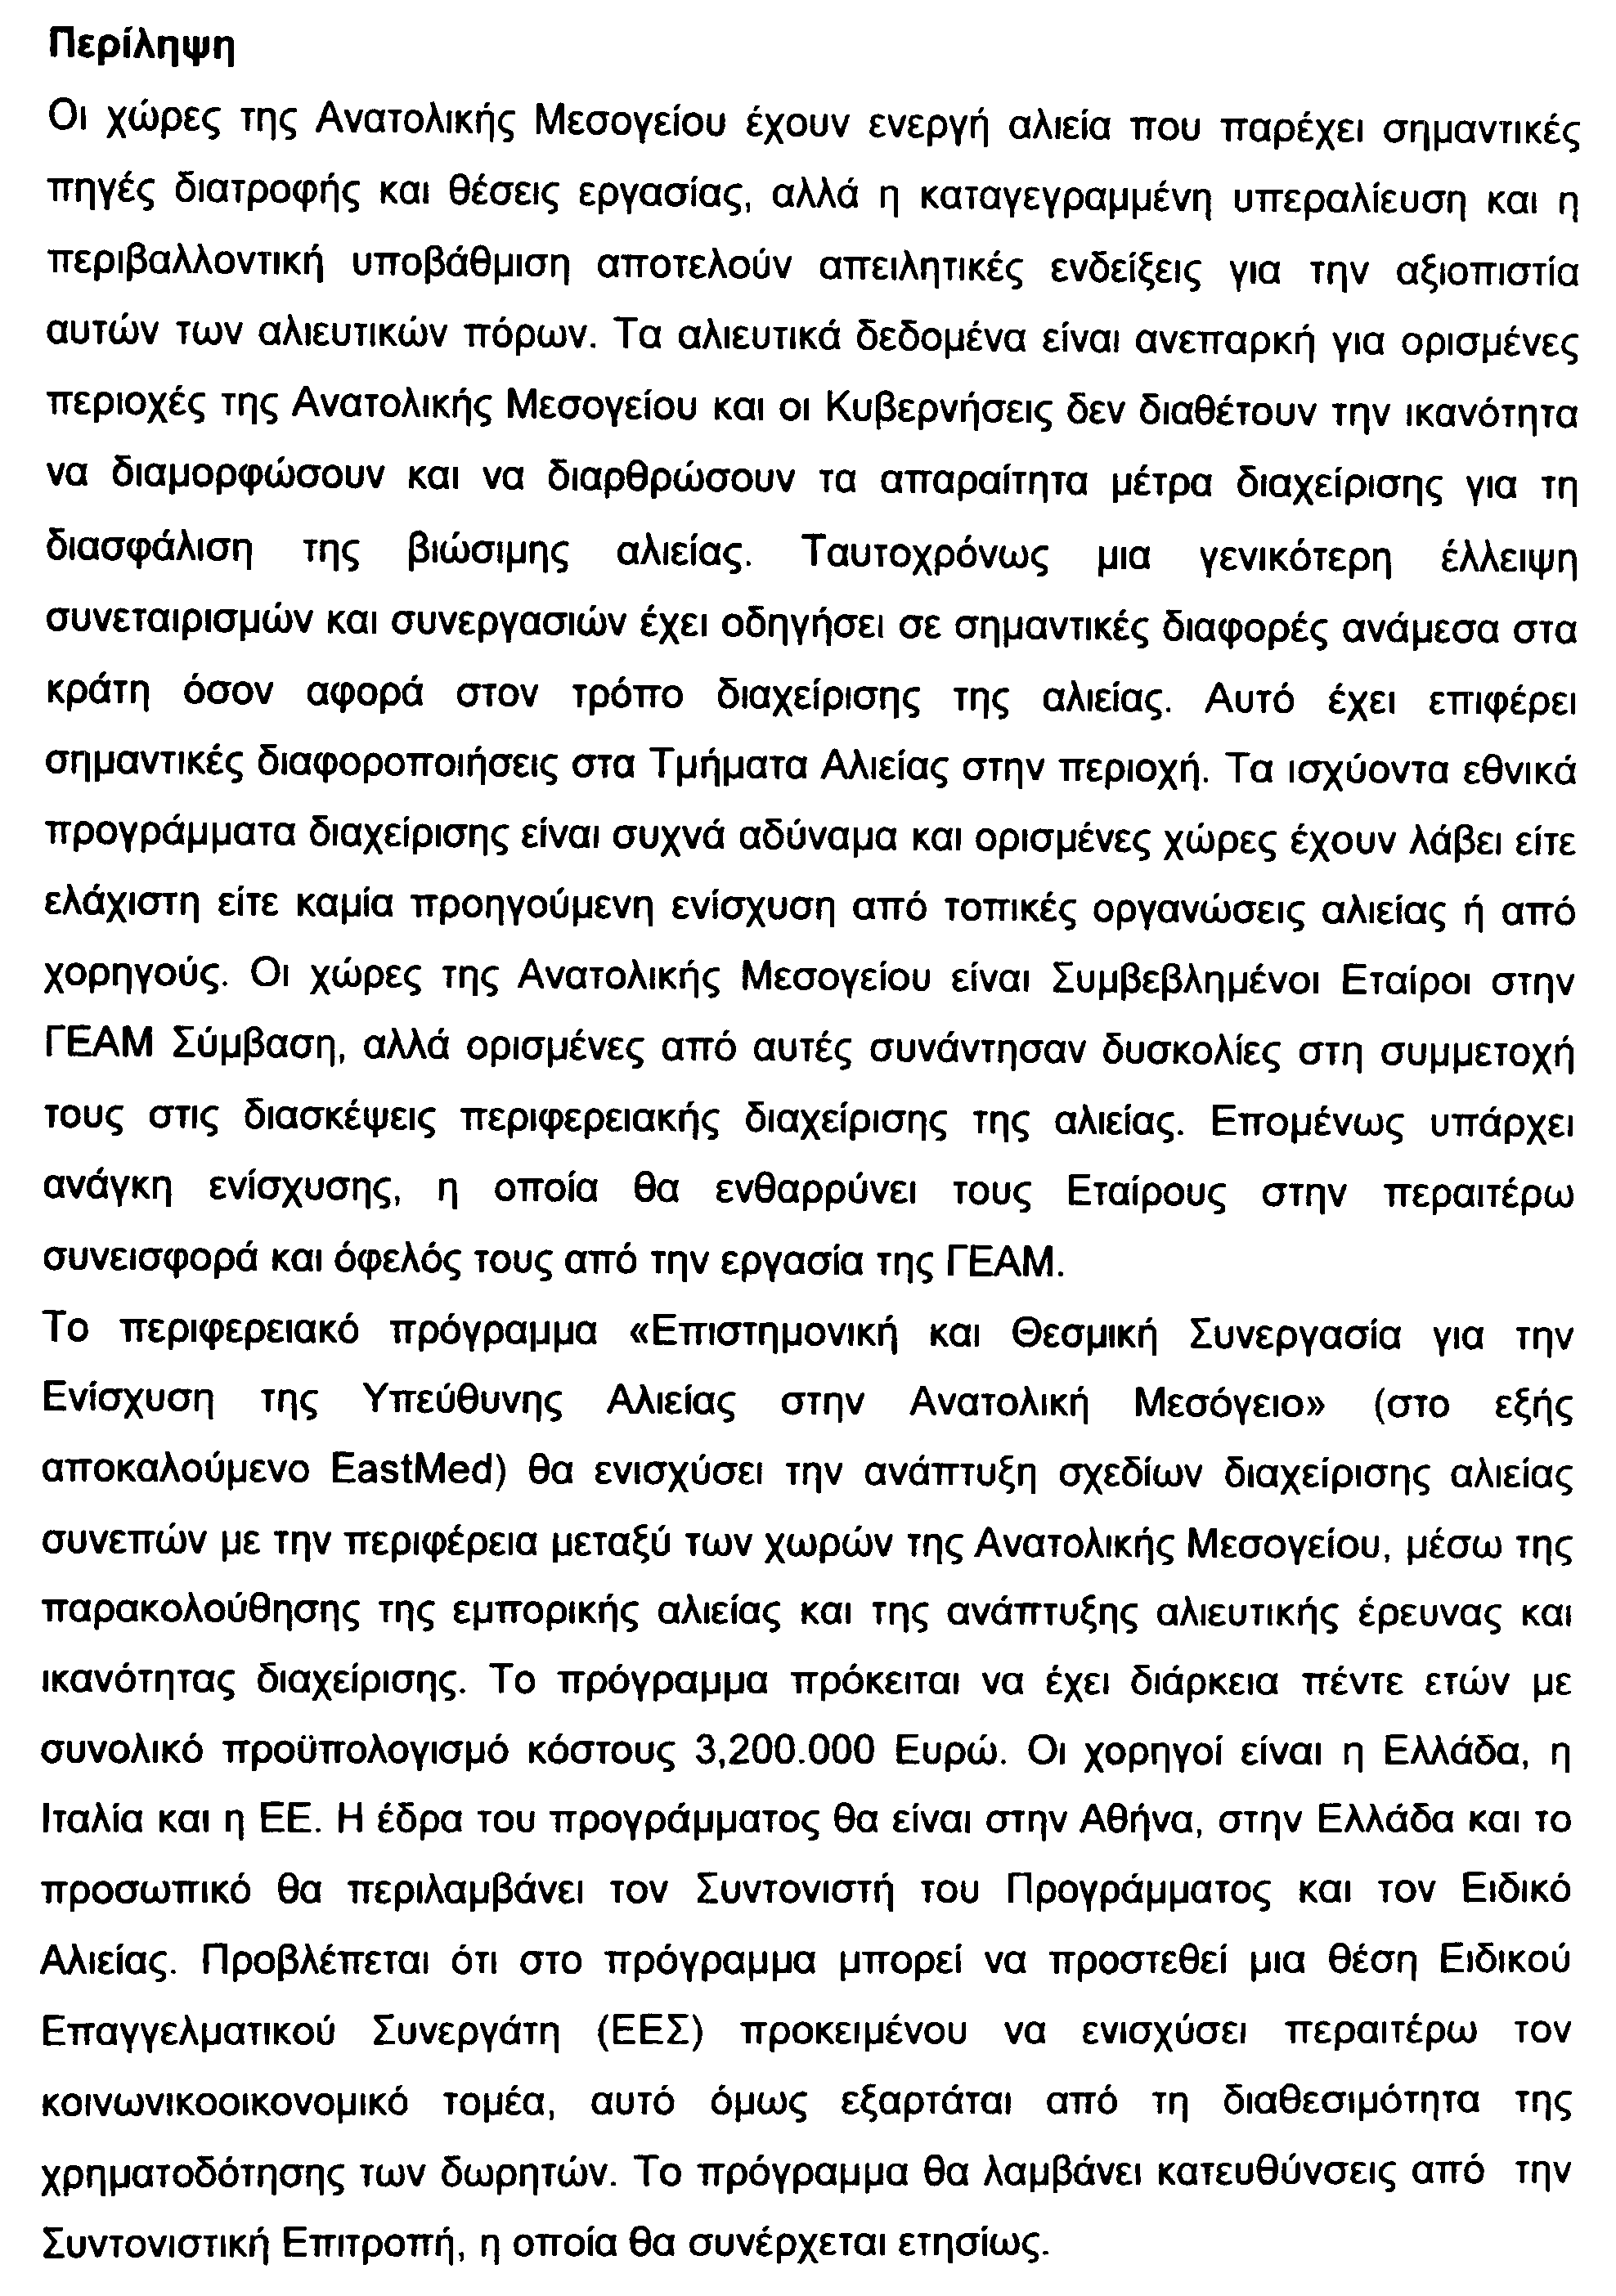 Περίληψη
Οι χώρες της Ανατολικής Μεσογείου έχουν ενεργή αλιεία που παρέχει σημαντικές
πηγές διατροφής και θέσεις εργασίας, αλλά η καταγεγραμμένη υπεραλίευση και η
περιβαλλοντική υποβάθμιση αποτελούν απειλητικές ενδείξεις για την αξιοπιστία
αυτών των αλιευτικών πόρων. Τα αλιευτικά δεδομένα είναι ανεπαρκή για ορισμένες
περιοχές της Ανατολικής Μεσογείου και οι Κυβερνήσεις δεν διαθέτουν την ικανότητα
να διαμορφώσουν και να διαρθρώσουν τα απαραίτητα μέτρα διαχείρισης για τη
διασφάλιση της βιώσιμης αλιείας. Ταυτοχρόνως μια γενικότερη έλλειψη
συνεταιρισμών και συνεργασιών έχει οδηγήσει σε σημαντικές διαφορές ανάμεσα στα
κράτη όσον αφορά στον τρόπο διαχείρισης της αλιείας. Αυτό έχει επιφέρει
σημαντικές διαφοροποιήσεις στα Τμήματα Αλιείας στην περιοχή. Τα ισχύοντα εθνικά
προγράμματα διαχείρισης είναι συχνά αδύναμα και ορισμένες χώρες έχουν λάβει είτε
ελάχιστη είτε καμία προηγούμενη ενίσχυση από τοπικές οργανώσεις αλιείας ή από
χορηγούς. Οι χώρες της Ανατολικής Μεσογείου είναι Συμβεβλημένοι Εταίροι στην
ΓΕΑΜ Σύμβαση, αλλά ορισμένες από αυτές συνάντησαν δυσκολίες στη συμμετοχή
τους στις διασκέψεις περιφερειακής διαχείρισης της αλιείας. Επομένως υπάρχει
ανάγκη ενίσχυσης, η οποία θα ενθαρρύνει τους Εταίρους στην περαιτέρω
συνεισφορά και όφελός τους από την εργασία της ΓΕΑΜ.
Το περιφερειακό πρόγραμμα «Επιστημονική και Θεσμική Συνεργασία για την
Ενίσχυση της Υπεύθυνης Αλιείας στην Ανατολική Μεσόγειο» (στο εξής
αποκαλούμενο EastMed) θα ενισχύσει την ανάπτυξη σχεδίων διαχείρισης αλιείας
συνεπών με την περιφέρεια μεταξύ των χωρών της Ανατολικής Μεσογείου, μέσω της
παρακολούθησης της εμπορικής αλιείας και της ανάπτυξης αλιευτικής έρευνας και
ικανότητας διαχείρισης. Το πρόγραμμα πρόκειται να έχει διάρκεια πέντε ετών με
συνολικό προϋπολογισμό κόστους 3,200.000 Ευρώ. Οι χορηγοί είναι η Ελλάδα, η
Ιταλία και η ΕΕ. Η έδρα του προγράμματος θα είναι στην Αθήνα, στην Ελλάδα και το
προσωπικό θα περιλαμβάνει τον Συντονιστή του Προγράμματος και τον Ειδικό
Αλιείας. Προβλέπεται ότι στο πρόγραμμα μπορεί να προστεθεί μια θέση Ειδικού
Επαγγελματικού Συνεργάτη (ΕΕΣ) προκειμένου να ενισχύσει περαιτέρω τον
κοινωνικοοικονομικό τομέα, αυτό όμως εξαρτάται από τη διαθεσιμότητα της
χρηματοδότησης των δωρητών. Το πρόγραμμα θα λαμβάνει κατευθύνσεις από την
Συντονιστική Επιτροπή, η οποία θα συνέρχεται ετησίως.